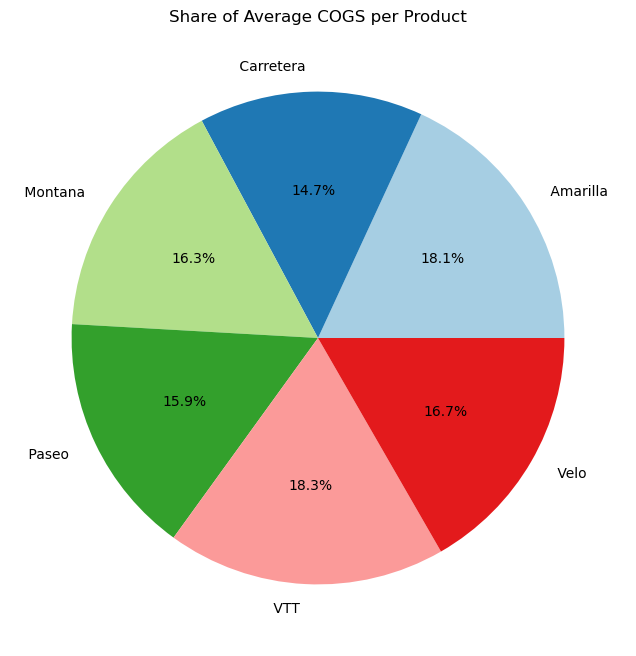 Share of Average COGS per Product
Carretera
Amarilla
Montana
14.7%
18.1%
16.3%
15.9%
16.7%
Paseo
Velo
18.3%
VTT